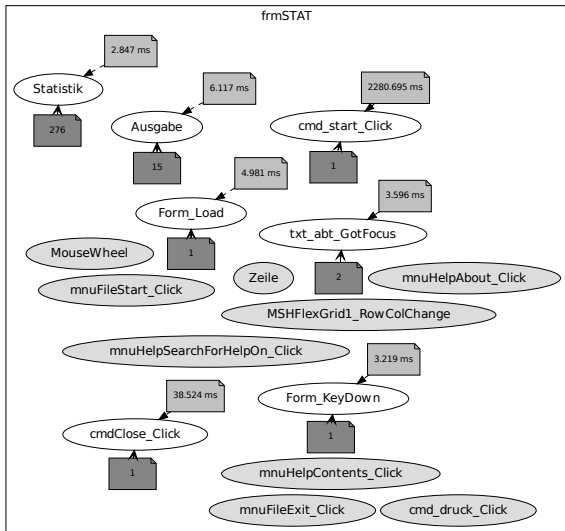 frmSTAT
2.847 ms
Statistik
276
6.117 ms
Ausgabe
15
2280.695 ms
cmd_start_Click
1
4.981 ms
Form_Load
1
3.596 ms
txt_abt_GotFocus
2
MouseWheel
Zeile
mnuHelpAbout_Click
mnuFileStart_Click
MSHFlexGrid1_RowColChange
mnuHelpSearchForHelpOn_Click
38.524 ms
cmdClose_Click
1
3.219 ms
Form_KeyDown
1
mnuHelpContents_Click
mnuFileExit_Click
cmd_druck_Click